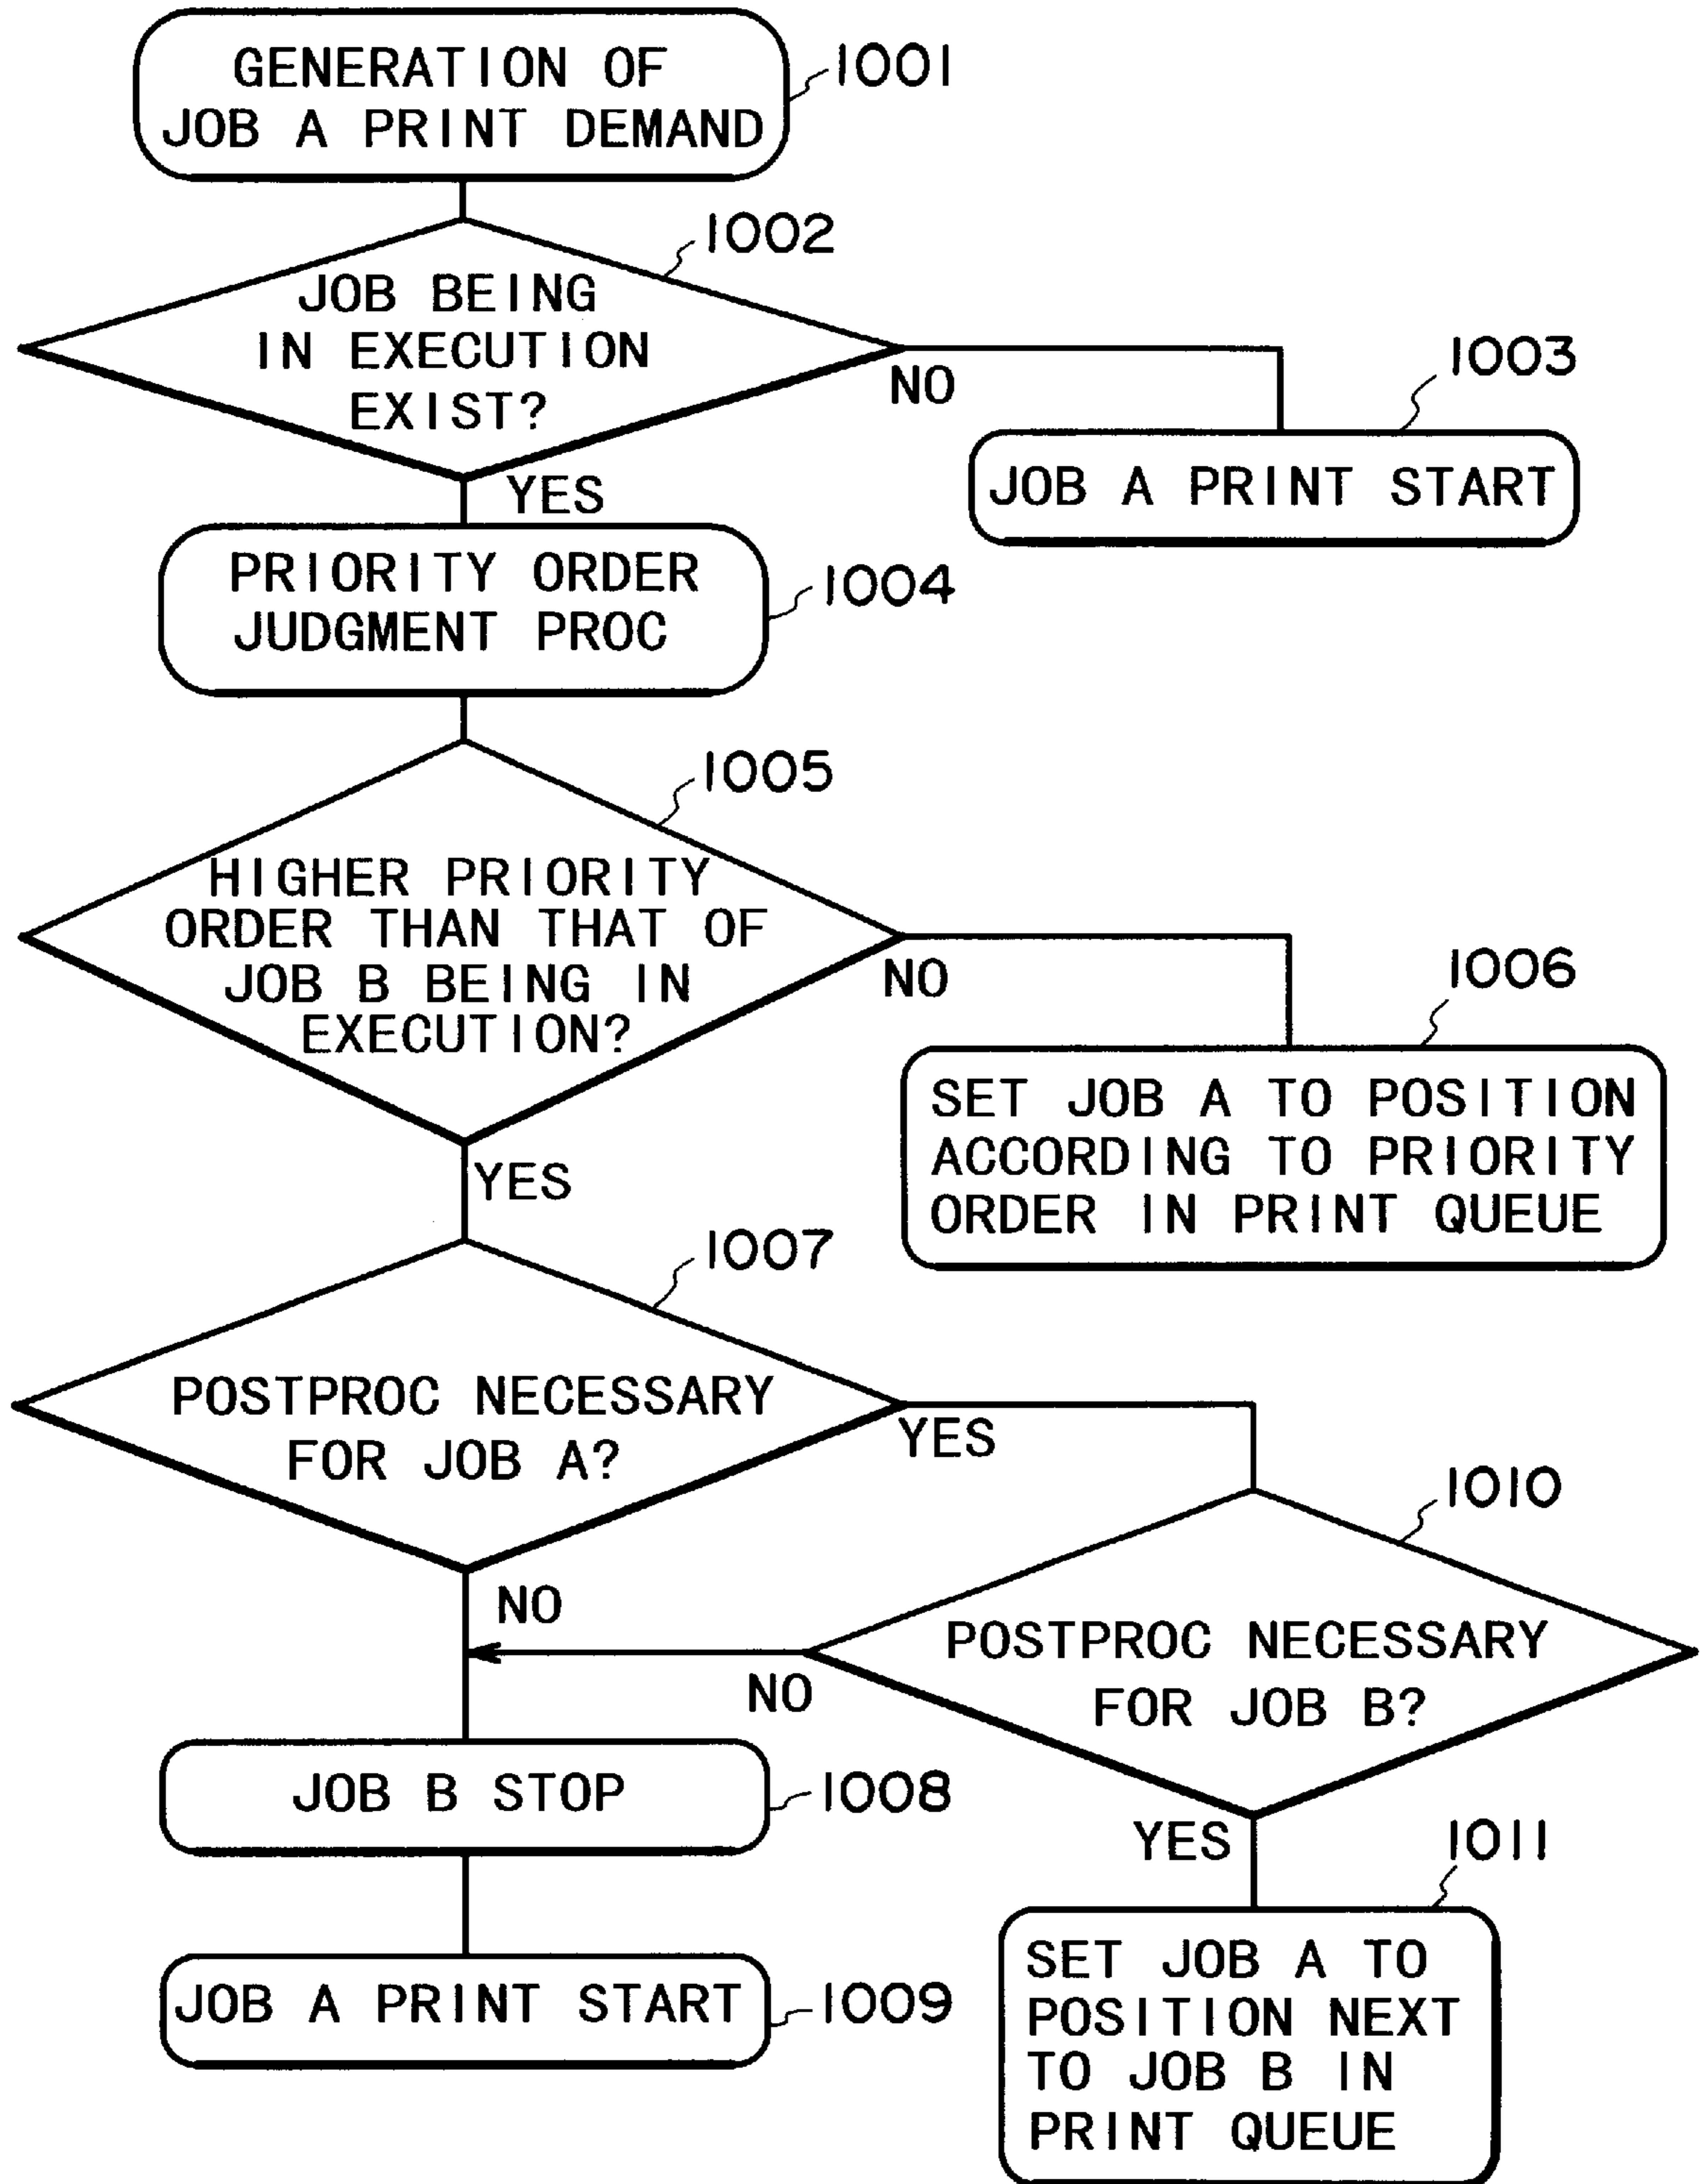 GENERATION OF
JOB A PRINT DEMAND
1001
1002
JOB BEING
IN EXECUTION
EXIST?
NO
1003
JOB A PRINT START
YES
PRIORITY ORDER
JUDGMENT PROC
1004
1005
HIGHER PRIORITY
ORDER THAN THAT OF
JOB B BEING IN
EXECUTION?
NO
1006
SET JOB A TO POSITION
ACCORDING TO PRIORITY
ORDER IN PRINT QUEUE
YES
1007
POSTPROC NECESSARY
FOR JOB A?
YES
1010
NO
POSTPROC NECESSARY
FOR JOB B?
NO
JOB B STOP
1008
YES
1011
JOB A PRINT START
1009
SET JOB A TO
POSITION NEXT
TO JOB B IN
PRINT QUEUE